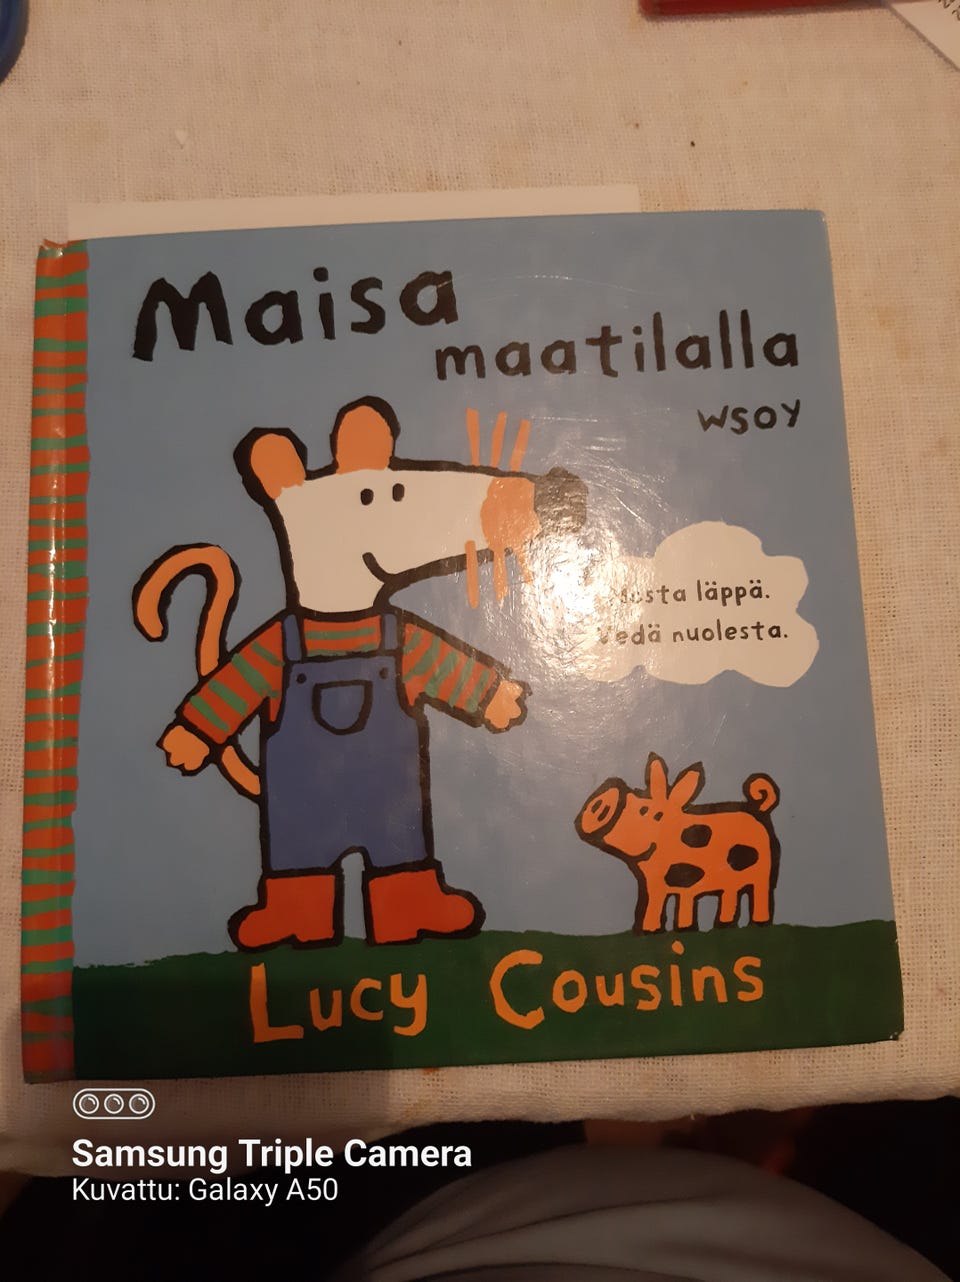 Maisa
maatilalla
WSOY
läppä.
nuolesta.
Lucy Cousins
Samsung Triple Camera
Kuvattu: Galaxy A50